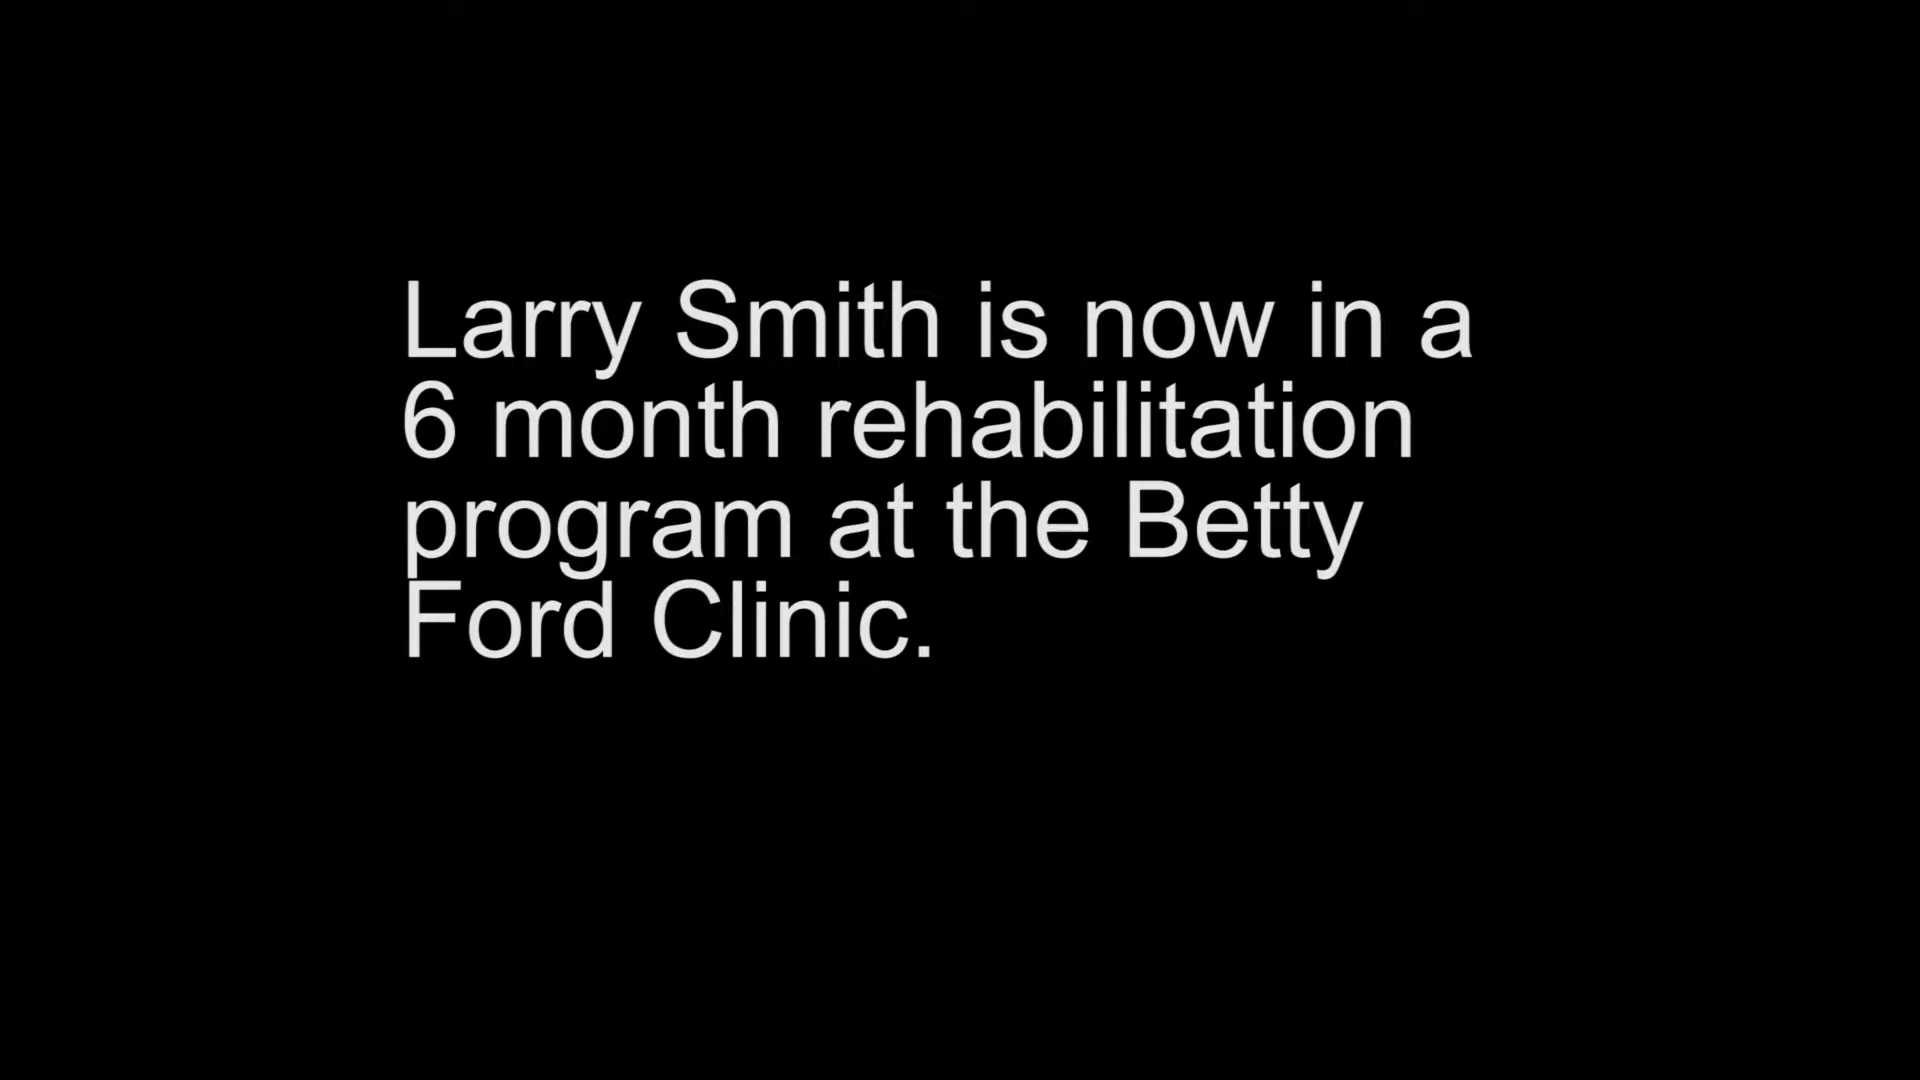 Larry Smith is now in a
6 month rehabilitation
program at the Betty
Ford Clinic.